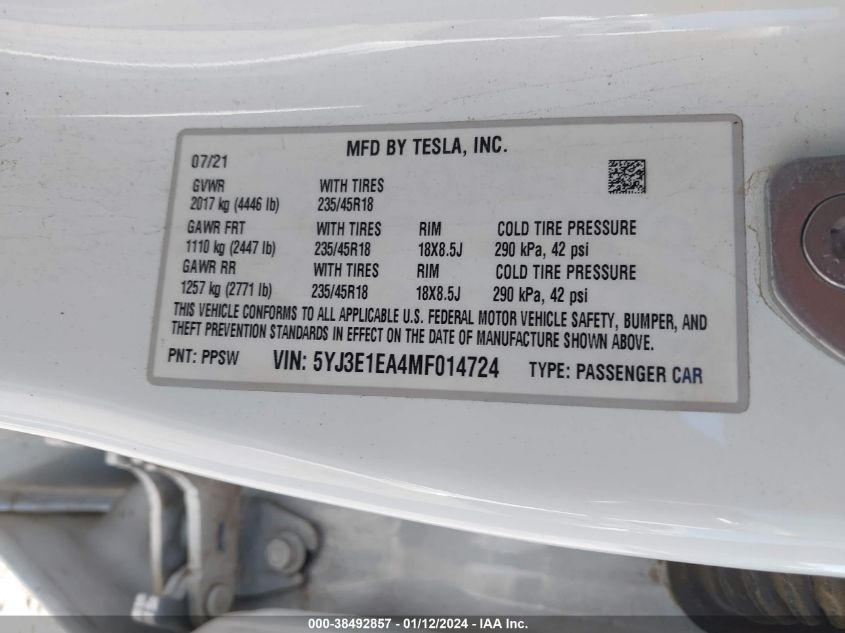 MFD BY TESLA, INC.
07/21
GVWR WITH TIRES
2017 kg (4446 lb) 235/45R18
GAWR FRT WITH TIRES RIM COLD TIRE PRESSURE
1110 kg (2447 lb) 235/45R18 18X8.5J 290 kPa, 42 psi
GAWR RR WITH TIRES RIM COLD TIRE PRESSURE
1257 kg (2771 lb) 235/45R18 18X8.5J 290 kPa, 42 psi
THIS VEHICLE CONFORMS TO ALL APPLICABLE U.S. FEDERAL MOTOR VEHICLE SAFETY, BUMPER, AND
THEFT PREVENTION STANDARDS IN EFFECT ON THE DATE OF MANUFACTURE SHOWN ABOVE.
PNT: PPSW VIN: 5YJ3E1EA4MF014724 TYPE: PASSENGER CAR
000-38492857 - 01/12/2024 - IAA Inc.